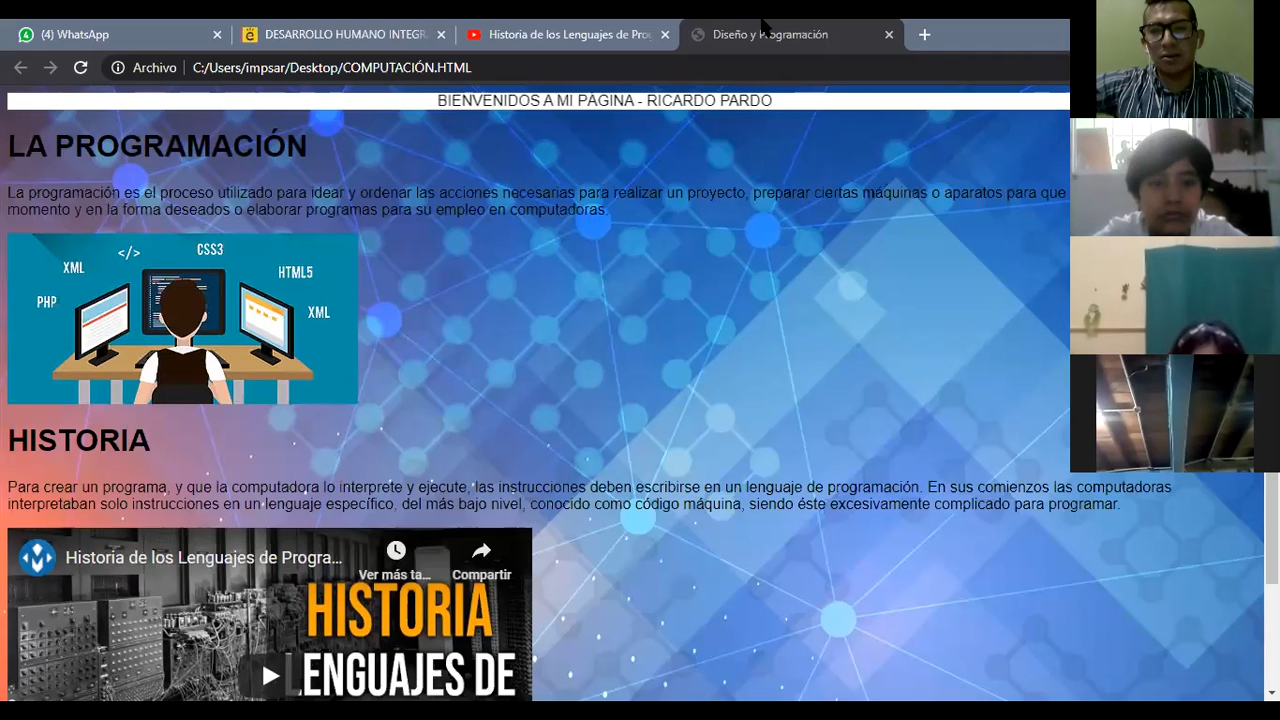 (4) WhatsApp
DESARROLLO HUMANO INTEGR
Historia de los Lenguajes de Pro
Diseño y Programación
Archivo
C:/Users/impsar/Desktop/COMPUTACIÓN.HTML
BIENVENIDOS A MI PÀGINA - RICARDO PARDO
LA PROGRAMACIÓN
La programación es el proceso utilizado para idear y ordenar las acciones necesarias para realizar un proyecto, preparar ciertas máquinas o aparatos para que
momento y en la forma deseados o elaborar programas para su empleo en computadoras.
</>
CSS3
XML
HTML5
PHP
XML
HISTORIA
Para crear un programa, y que la computadora lo interprete y ejecute, las instrucciones deben escribirse en un lenguaje de programación. En sus comienzos las computadoras
interpretaban solo instrucciones en un lenguaje específico, del más bajo nivel, conocido como código máquina, siendo éste excesivamente complicado para programar.
Historia de los Lenguajes de Progra...
Ver más ta...
Compartir
HISTORIA
LENGUAJES DE